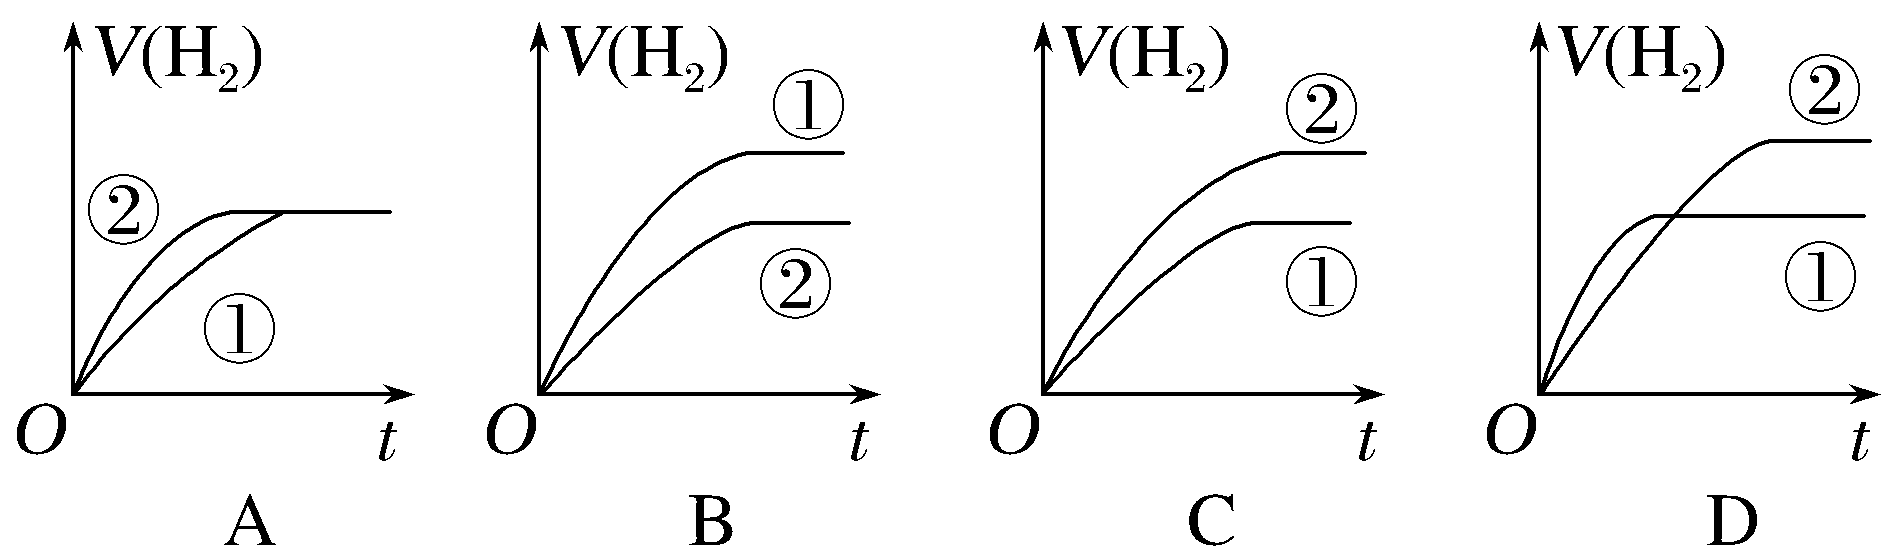 V(H₂) V(H₂) V(H₂) V(H₂)
② ① ② ②
① ② ① ①
O t O t O t O t
A B C D